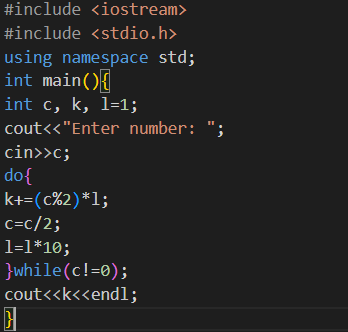 #include <iostream>
#include <stdio.h>
using namespace std;
int main(){
int c, k, l=1;
cout<<"Enter number: ";
cin>>c;
do{
k+=(c%2)*l;
c=c/2;
l=l*10;
}while(c!=0);
cout<<k<<endl;
}